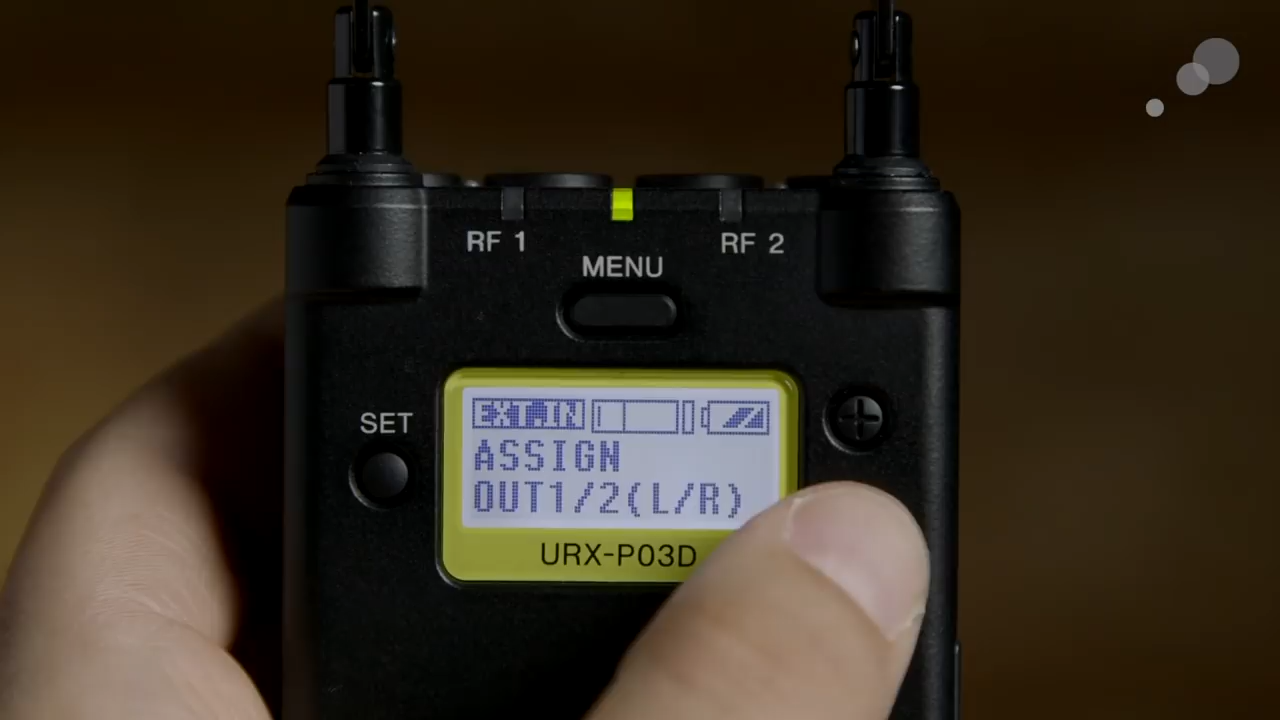 RF 1
RF 2
MENU
SET
EXT.IN
ASSIGN
OUT1/2(L/R)
URX-P03D